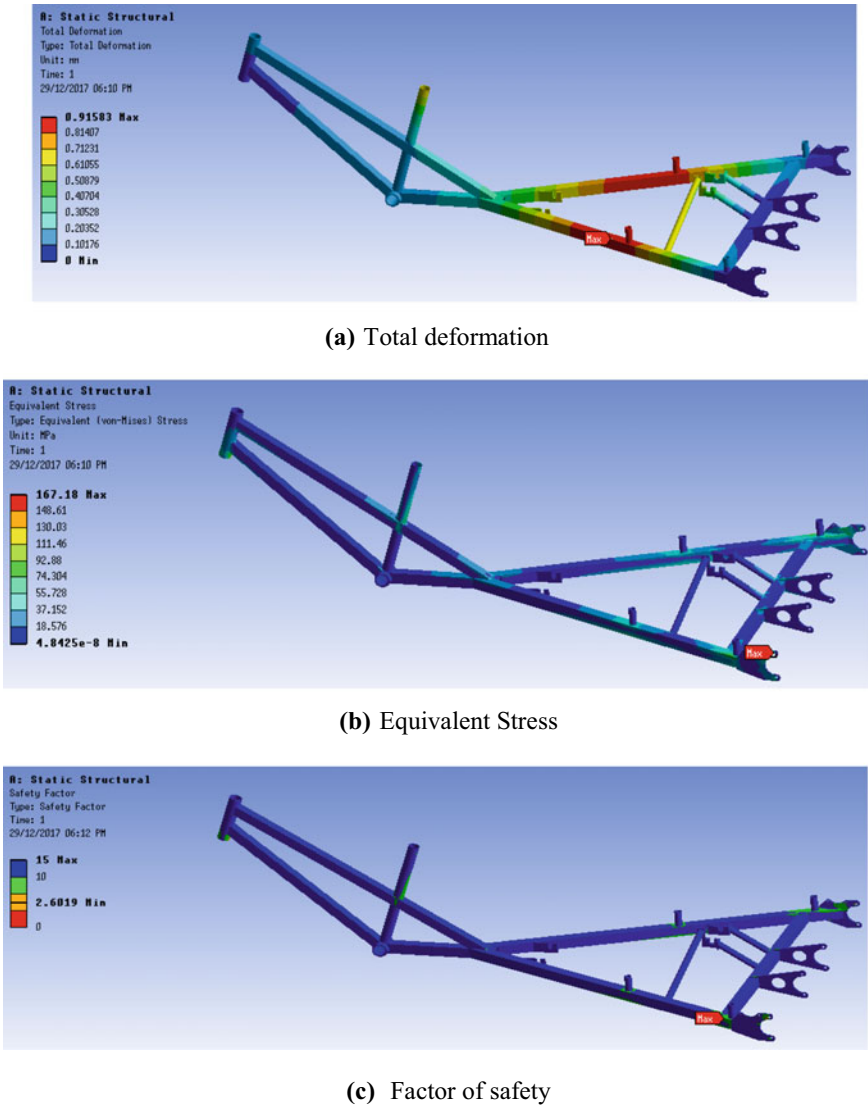 A: Static Structural
Total Deformation
Type: Total Deformation
Unit: mm
Time: 1
29/12/2017 06:10 PM
0.91583 Max
0.81407
0.71231
0.61055
0.50879
0.40704
0.30528
0.20352
0.10176
0 Min
Max
(a) Total deformation
A: Static Structural
Equivalent Stress
Type: Equivalent (von-Mises) Stress
Unit: MPa
Time: 1
29/12/2017 06:10 PM
167.18 Max
148.61
130.03
111.46
92.88
74.304
55.728
37.152
18.576
4.8425e-8 Min
Max
(b) Equivalent Stress
A: Static Structural
Safety Factor
Type: Safety Factor
Time: 1
29/12/2017 06:12 PM
15 Max
10
2.6019 Min
0
Max
(c) Factor of safety